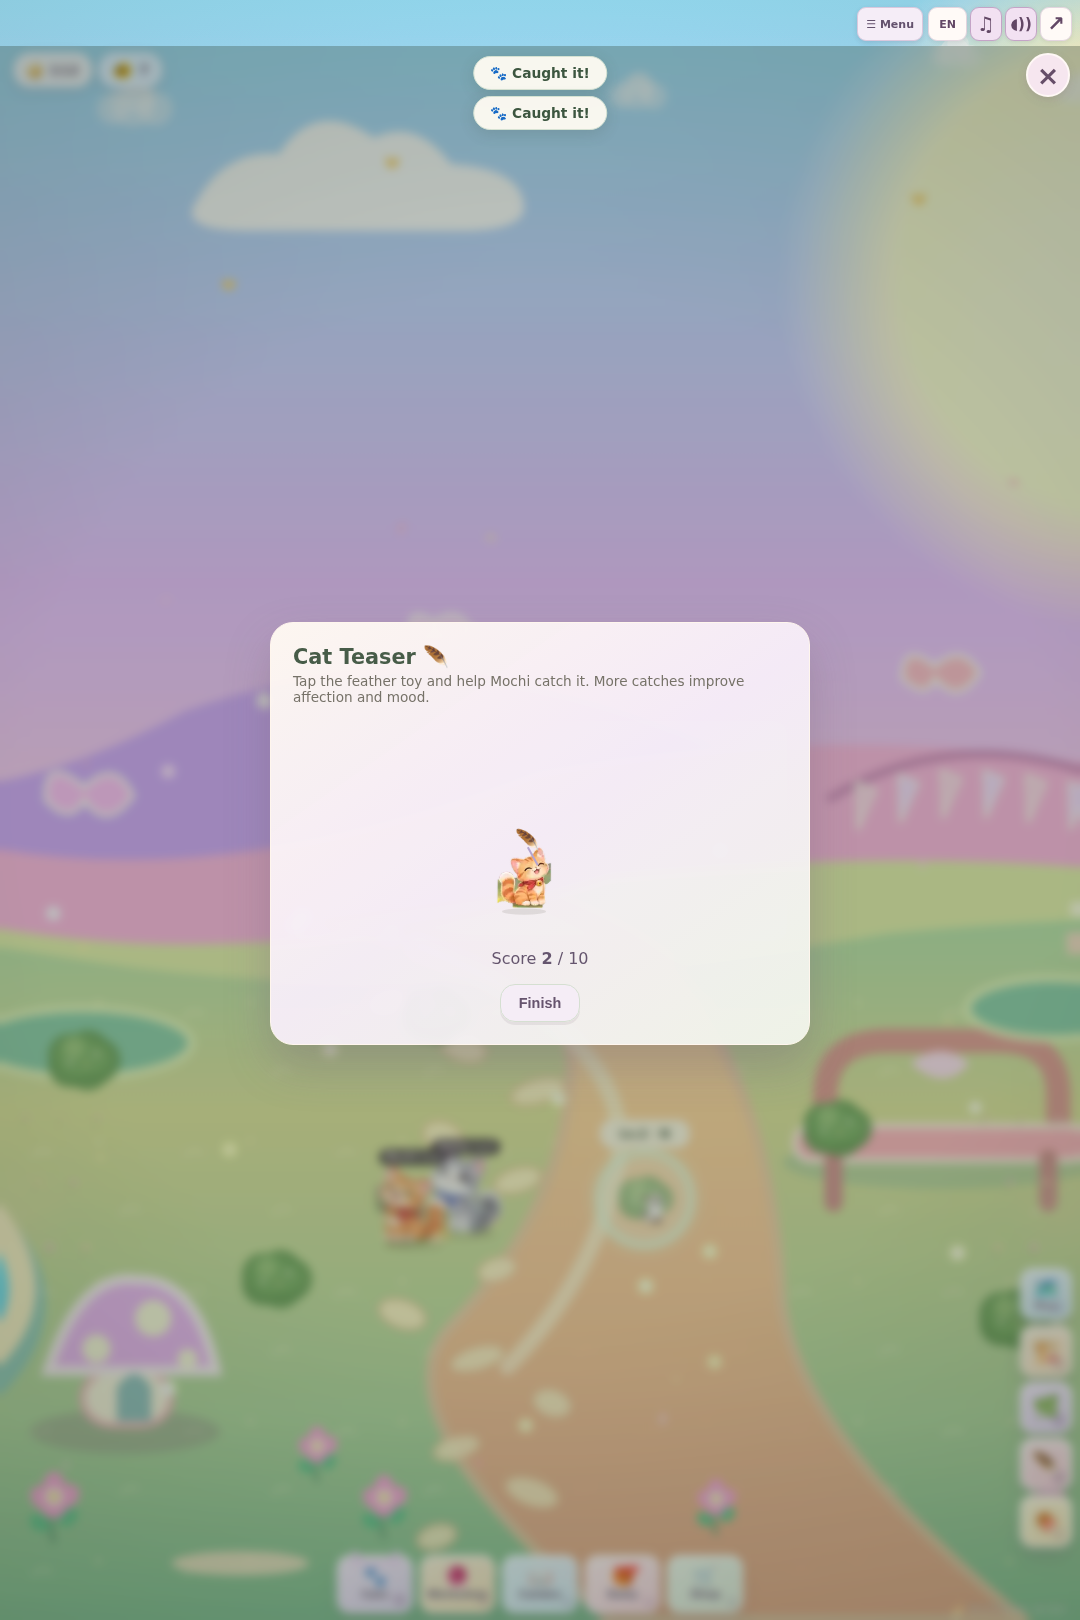 ☰ Menu
EN
Caught it!
Caught it!
Cat Teaser
Tap the feather toy and help Mochi catch it. More catches improve
affection and mood.
Score 2 / 10
Finish